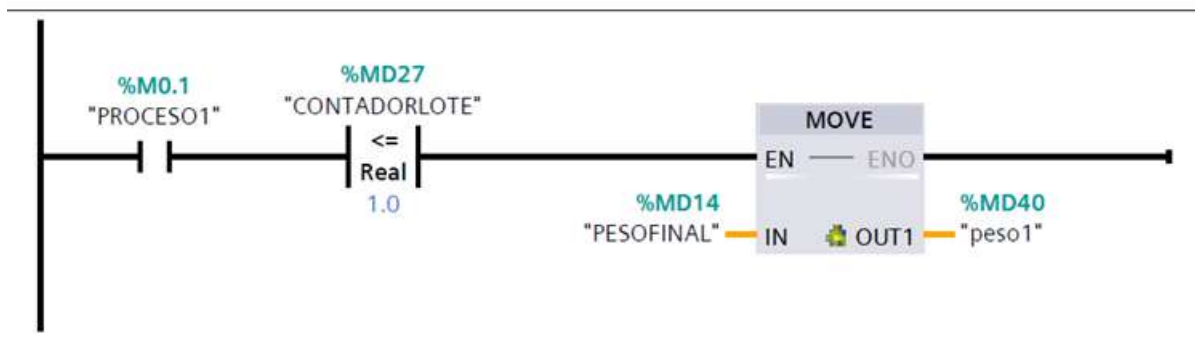 %M0.1
"PROCESO1"
%MD27
"CONTADORLOTE"
<=
Real
1.0
MOVE
EN
ENO
%MD14
"PESOFINAL"
IN
OUT1
%MD40
"peso1"